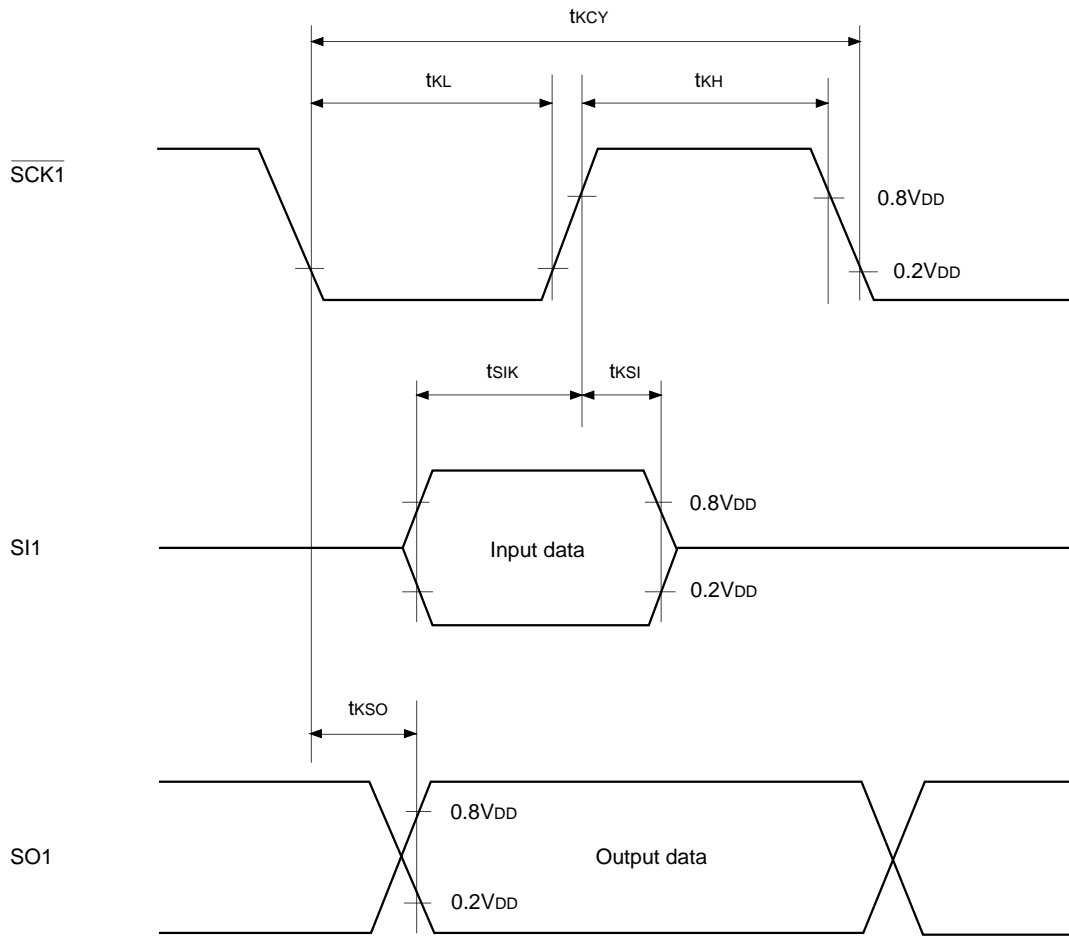 tKCY
tKL
tKH
SCK1
0.8VDD
0.2VDD
tSIK
tKSI
0.8VDD
SI1
Input data
0.2VDD
tKSO
0.8VDD
SO1
Output data
0.2VDD